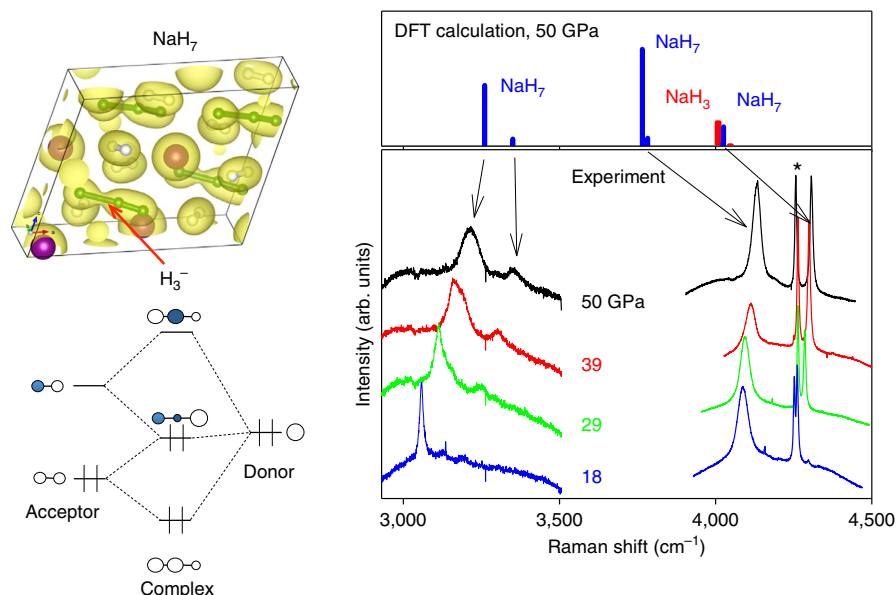 NaH₇
H₃⁻
Acceptor
Donor
Complex
DFT calculation, 50 GPa
NaH₇
NaH₇
NaH₃
NaH₇
Experiment
*
50 GPa
39
29
18
Intensity (arb. units)
3,000
3,500
4,000
4,500
Raman shift (cm⁻¹)